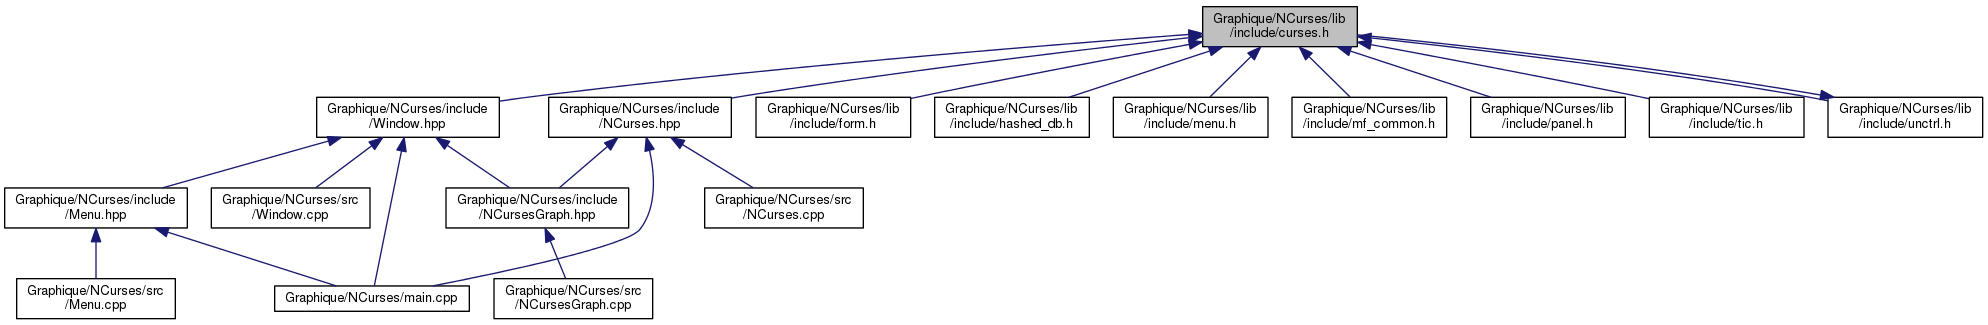 Graphique/NCurses/lib
/include/curses.h
Graphique/NCurses/include
/Window.hpp
Graphique/NCurses/include
/NCurses.hpp
Graphique/NCurses/lib
/include/form.h
Graphique/NCurses/lib
/include/hashed_db.h
Graphique/NCurses/lib
/include/menu.h
Graphique/NCurses/lib
/include/mf_common.h
Graphique/NCurses/lib
/include/panel.h
Graphique/NCurses/lib
/include/tic.h
Graphique/NCurses/lib
/include/unctrl.h
Graphique/NCurses/include
/Menu.hpp
Graphique/NCurses/src
/Window.cpp
Graphique/NCurses/include
/NCursesGraph.hpp
Graphique/NCurses/src
/NCurses.cpp
Graphique/NCurses/src
/Menu.cpp
Graphique/NCurses/main.cpp
Graphique/NCurses/src
/NCursesGraph.cpp